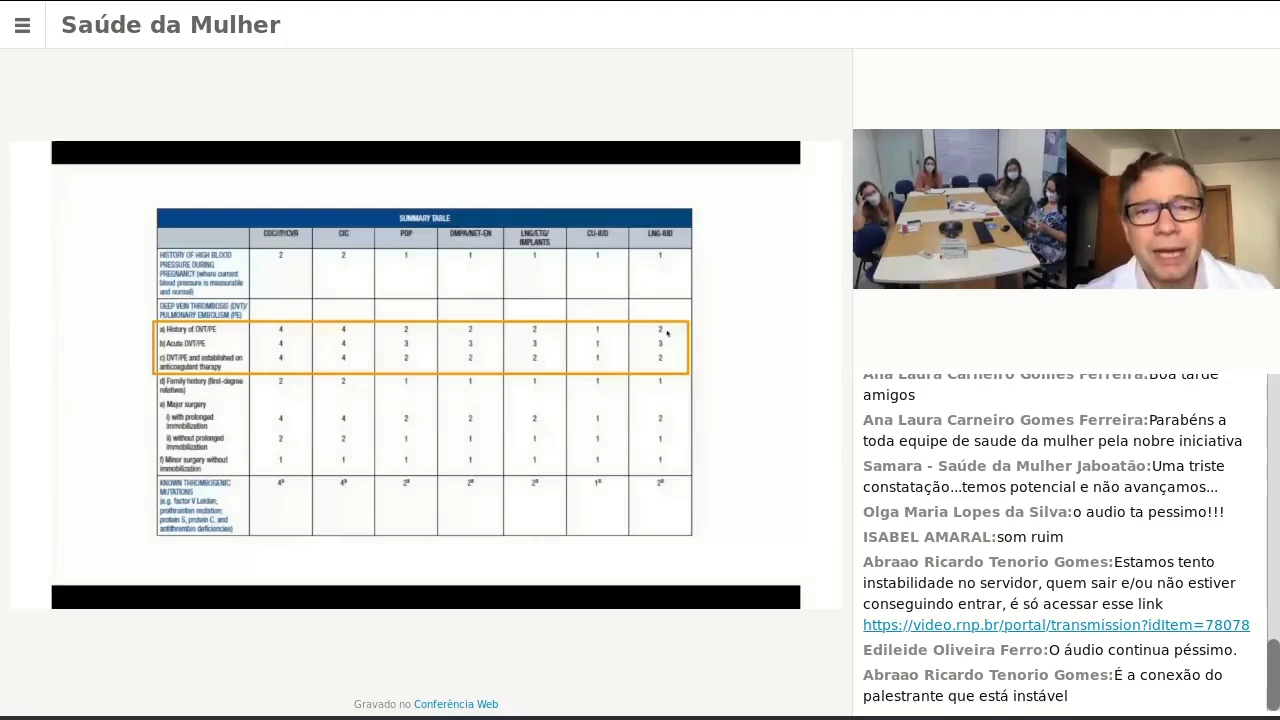 Saúde da Mulher
SUMMARY TABLE
COC/P/CVR CIC POP DMPA/NET-EN LNG/ETG/ CU-IUD LNG-IUD
IMPLANTS
HISTORY OF HIGH BLOOD 2 2 1 1 1 1 1
PRESSURE DURING
PREGNANCY (where current
blood pressure is measurable
and normal)
DEEP VEIN THROMBOSIS (DVT)/
PULMONARY EMBOLISM (PE)
a) History of DVT/PE 4 4 2 2 2 1 2
b) Acute DVT/PE 4 4 3 3 3 1 3
c) DVT/PE and established on 4 4 2 2 2 1 2
anticoagulant therapy
d) Family history (first-degree 2 2 1 1 1 1 1
relatives)
e) Major surgery
i) with prolonged 4 4 2 2 2 1 2
immobilization
ii) without prolonged 2 2 1 1 1 1 1
immobilization
f) Minor surgery without 1 1 1 1 1 1 1
immobilization
KNOWN THROMBOGENIC 4ª 4ª 2ª 2ª 2ª 1ª 2ª
MUTATIONS
(e.g. factor V Leiden;
prothrombin mutation;
protein S, protein C, and
antithrombin deficiencies)
Ana Laura Carneiro Gomes Ferreira:Boa tarde
amigos
Ana Laura Carneiro Gomes Ferreira:Parabéns a
toda equipe de saude da mulher pela nobre iniciativa
Samara - Saúde da Mulher Jaboatão:Uma triste
constatação...temos potencial e não avançamos...
Olga Maria Lopes da Silva:o audio ta pessimo!!!
ISABEL AMARAL:som ruim
Abraao Ricardo Tenorio Gomes:Estamos tento
instabilidade no servidor, quem sair e/ou não estiver
conseguindo entrar, é só acessar esse link
https://video.rnp.br/portal/transmission?idItem=78078
Edileide Oliveira Ferro:O áudio continua péssimo.
Abraao Ricardo Tenorio Gomes:É a conexão do
palestrante que está instável
Gravado no Conferência Web